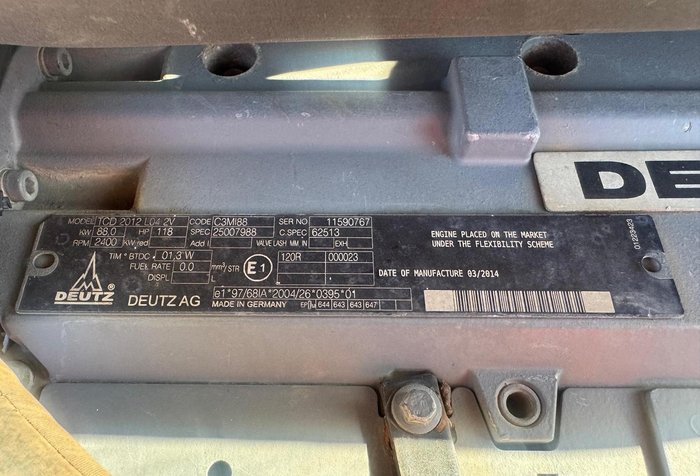 MODEL TCD 2012 L04 2V CODE C3MI88 SER NO 11590767
KW 88.0 HP 118 SPEC 25007988 C.SPEC 62513
RPM 2400 KW red Add I VALVE LASH MM IN EXH
TIM ° BTDC 01,3 W 120R 000023
FUEL RATE 0.0 mm³/STR E1
DISPL
DEUTZ DEUTZ AG
e1*97/68IA*2004/26*0395*01
MADE IN GERMANY 644 643 643 647
ENGINE PLACED ON THE MARKET
UNDER THE FLEXIBILITY SCHEME
DATE OF MANUFACTURE 03/2014
DE